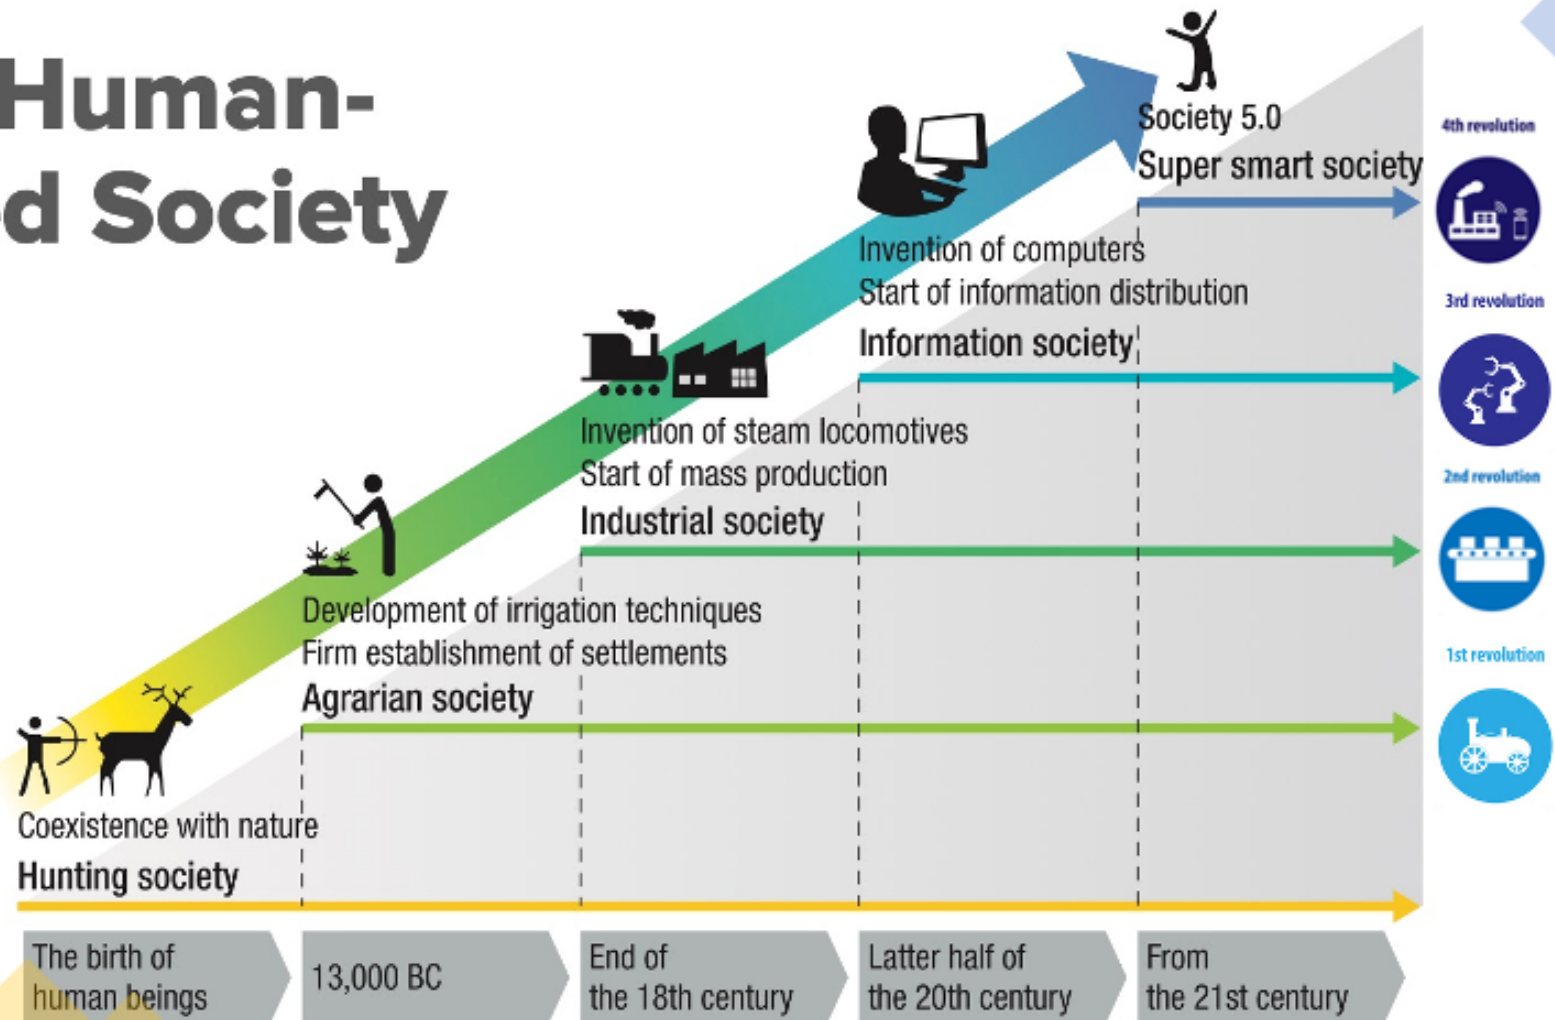 Human-
d Society
Society 5.0
Super smart society
Invention of computers
Start of information distribution
Information society
Invention of steam locomotives
Start of mass production
Industrial society
Development of irrigation techniques
Firm establishment of settlements
Agrarian society
Coexistence with nature
Hunting society
4th revolution
3rd revolution
2nd revolution
1st revolution
The birth of
human beings
13,000 BC
End of
the 18th century
Latter half of
the 20th century
From
the 21st century